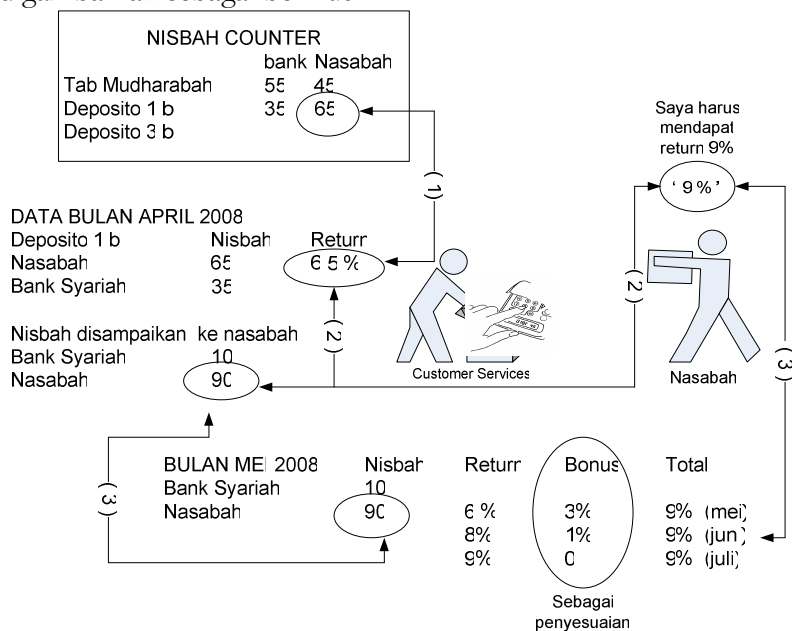 NISBAH COUNTER
bank Nasabah
Tab Mudharabah 55 45
Deposito 1 b 35 65
Deposito 3 b
(1)
Saya harus
mendapat
return 9%
‘ 9%’
DATA BULAN APRIL 2008
Deposito 1 b Nisbah Return
Nasabah 65 6 5 %
Bank Syariah 35
(2)
(2)
Nisbah disampaikan ke nasabah
Bank Syariah 10
Nasabah 90
Customer Services
Nasabah
(3)
(3)
BULAN MEI 2008 Nisbah Return Bonus Total
Bank Syariah 10
Nasabah 90 6 % 3% 9% (mei)
8% 1% 9% (jun)
9% 0 9% (juli)
Sebagai
penyesuaian